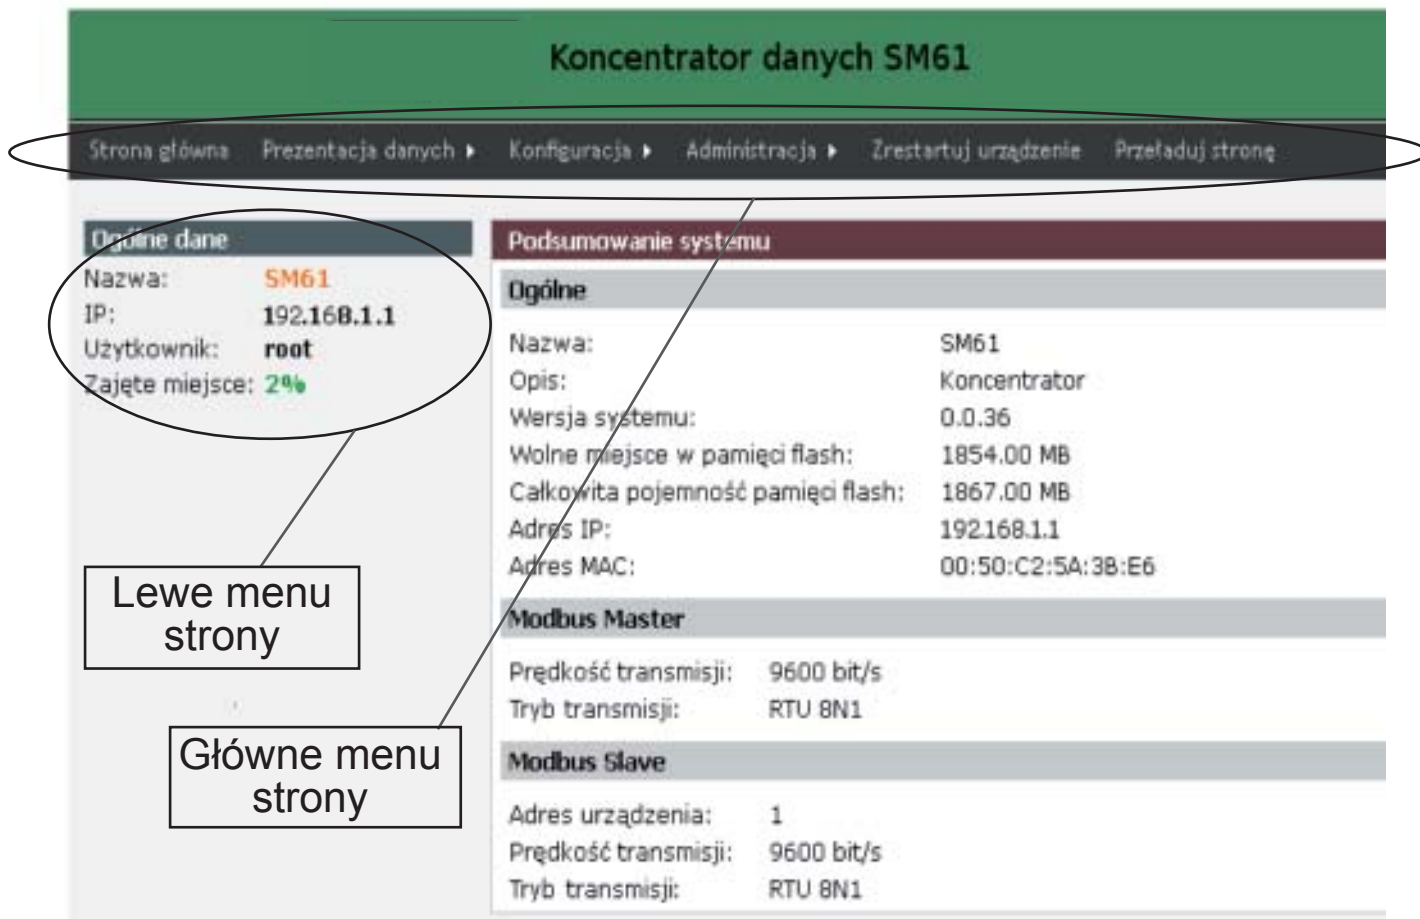 Koncentrator danych SM61
Strona główna Prezentacja danych Konfiguracja Administracja Zrestartuj urządzenie Przeładuj stronę
Ogólne dane
Nazwa: SM61
IP: 192.168.1.1
Użytkownik: root
Zajęte miejsce: 2%
Podsumowanie systemu
Ogólne
Nazwa: SM61
Opis: Koncentrator
Wersja systemu: 0.0.36
Wolne miejsce w pamięci flash: 1854.00 MB
Całkowita pojemność pamięci flash: 1867.00 MB
Adres IP: 192.168.1.1
Adres MAC: 00:50:C2:5A:3B:E6
Modbus Master
Prędkość transmisji: 9600 bit/s
Tryb transmisji: RTU 8N1
Modbus Slave
Adres urządzenia: 1
Prędkość transmisji: 9600 bit/s
Tryb transmisji: RTU 8N1
Lewe menu
strony
Główne menu
strony